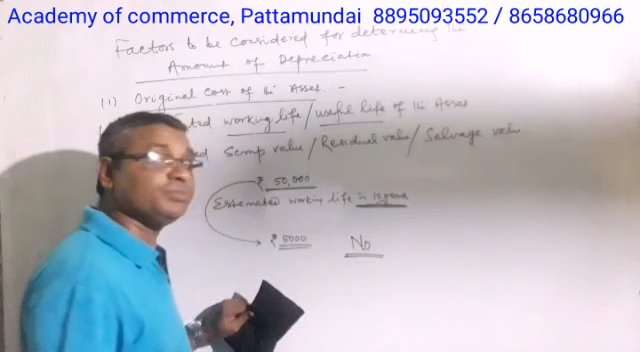 Academy of commerce, Pattamundai 8895093552 / 8658680966
Factors to be considered for determining the
Amount of Depreciation
(1) Original Cost of the Asset. -
working life / useful life of the Asset
Scrap value / Residual value / Salvage value
₹ 50,000
Estemated working life is 10 years
₹ 5000 No